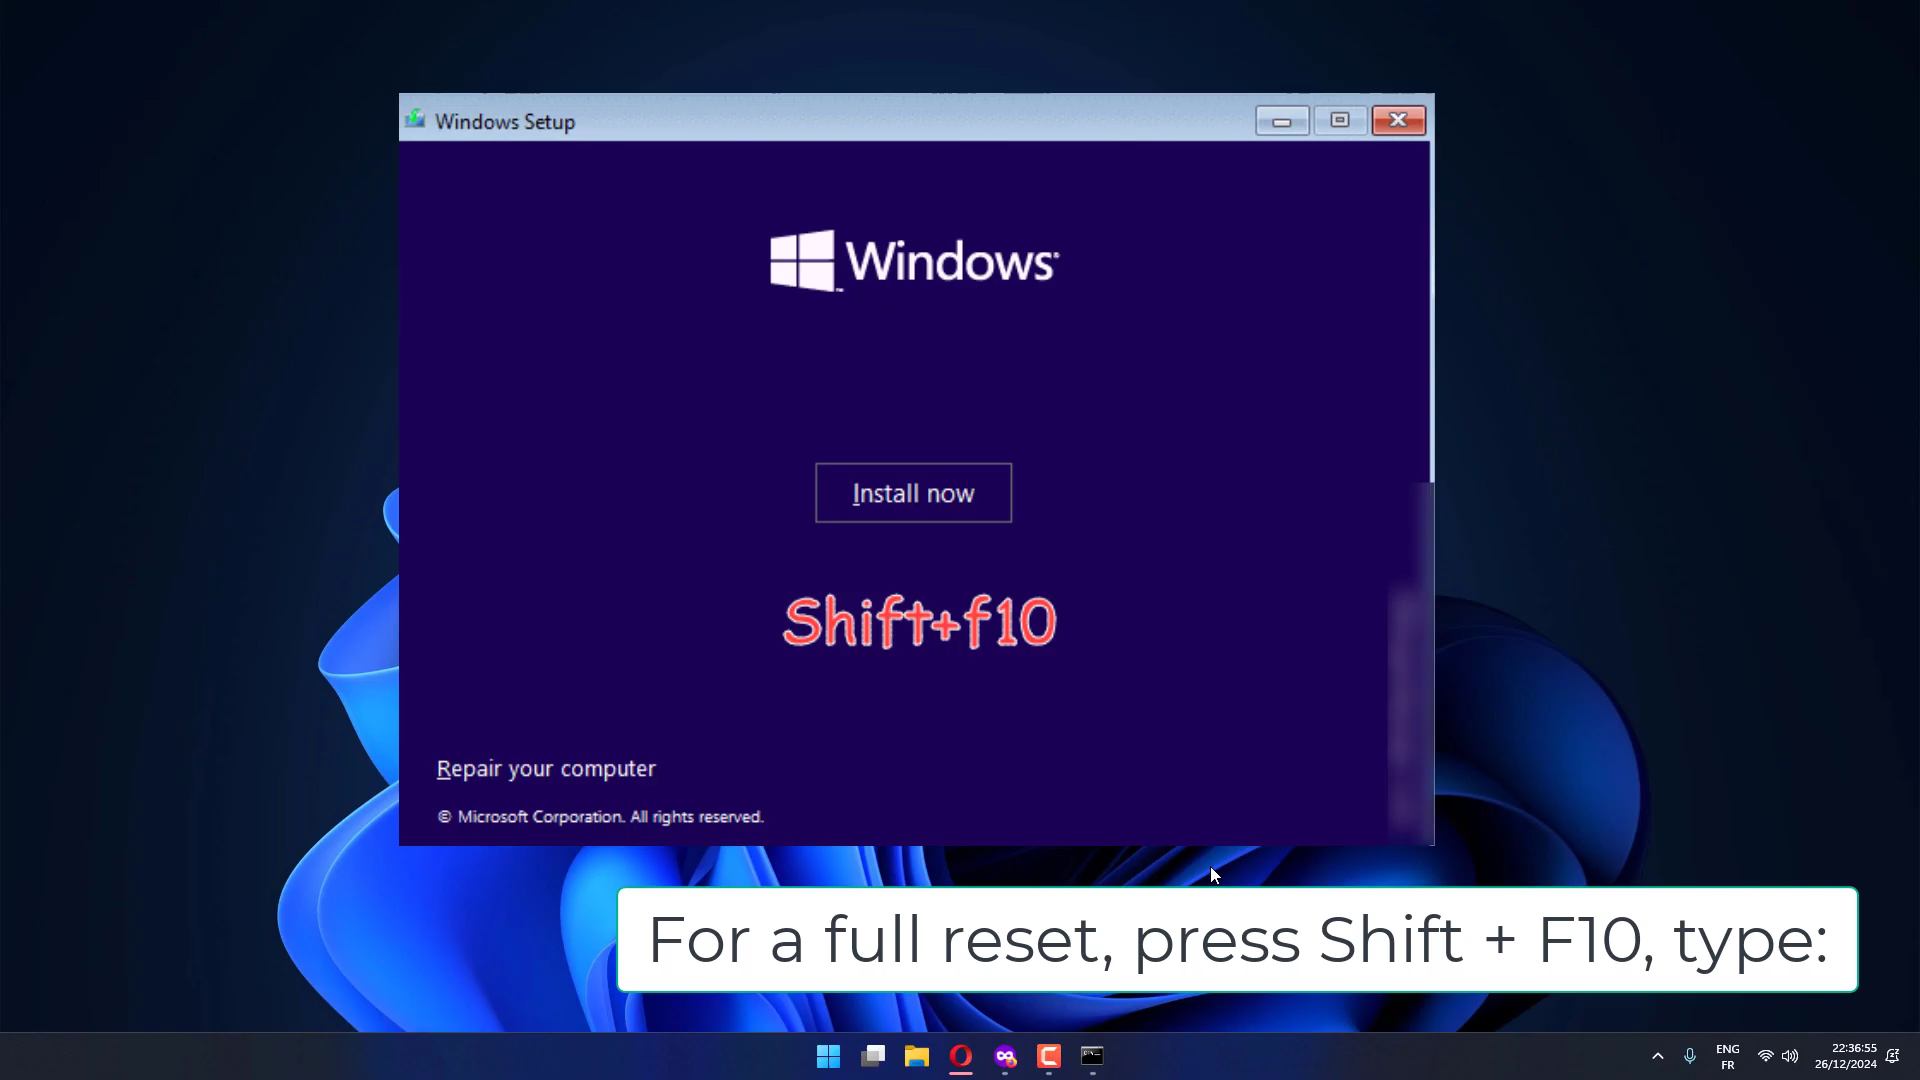 Windows Setup
Windows
Install now
Shift+f10
Repair your computer
© Microsoft Corporation. All rights reserved.
For a full reset, press Shift + F10, type:
ENG
FR
22:36:55
26/12/2024